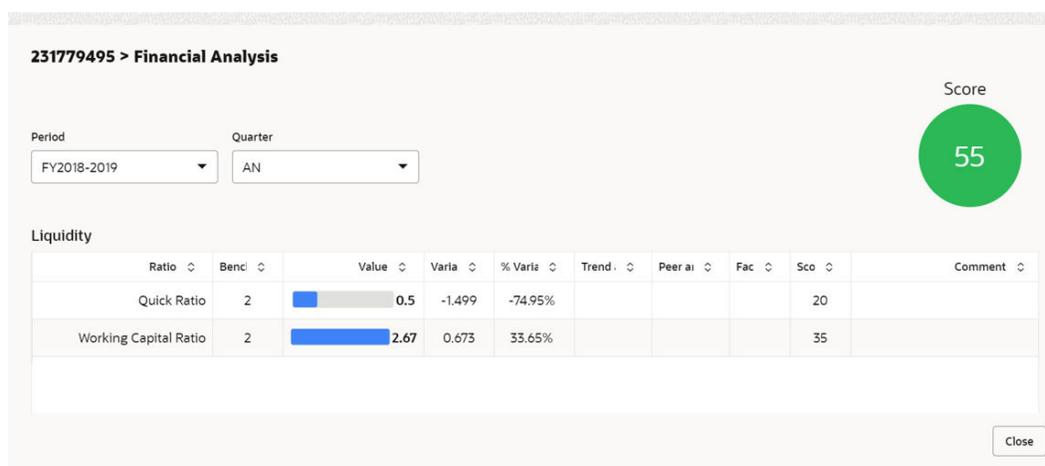 231779495 > Financial Analysis
Score
55
Period
Quarter
FY2018-2019
AN
Liquidity
Ratio Benc Value Varia % Varia Trend Peer ai Fac Sco Comment
Quick Ratio 2 0.5 -1.499 -74.95% 20
Working Capital Ratio 2 2.67 0.673 33.65% 35
Close